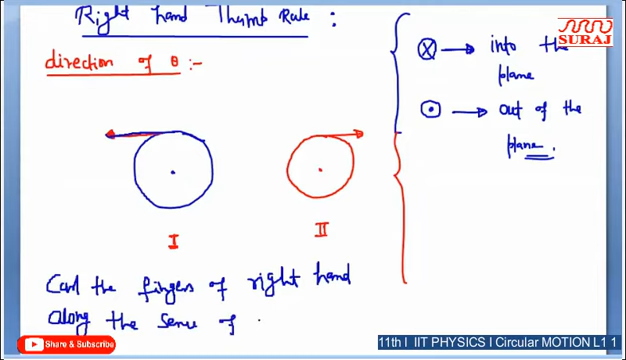 Right hand Thumb Rule :
direction of θ :-
I
II
Curl the fingers of right hand
along the sense of
ⓧ → into the
plane
⊙ → out of the
plane.
SURAJ
Share & Subscribe
11th I IIT PHYSICS I Circular MOTION L1 1